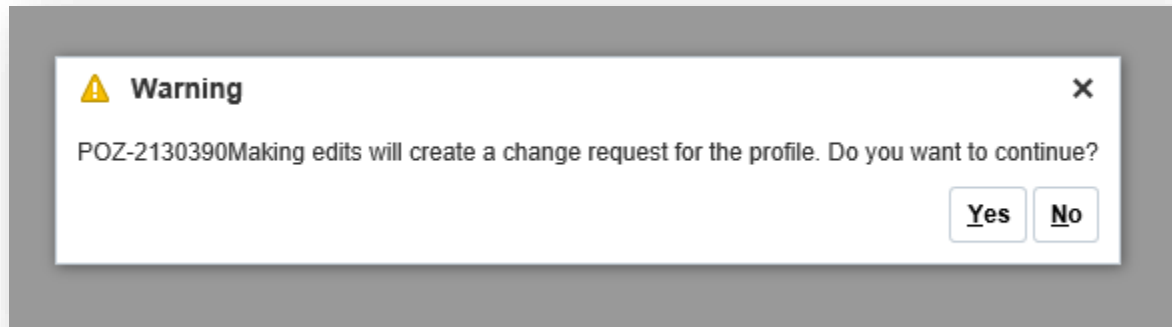 Warning
POZ-2130390Making edits will create a change request for the profile. Do you want to continue?
Yes No